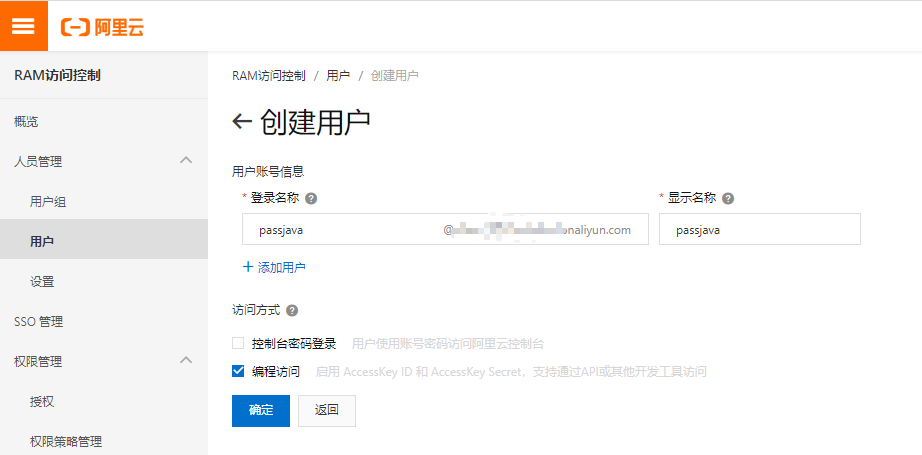 阿里云
RAM访问控制
概览
人员管理
用户组
用户
设置
SSO 管理
权限管理
授权
权限策略管理
RAM访问控制 / 用户 / 创建用户
← 创建用户
用户账号信息
* 登录名称 ? * 显示名称 ?
passjava @ onaliyun.com passjava
+ 添加用户
访问方式 ?
控制台密码登录 用户使用账号密码访问阿里云控制台
编程访问 启用 AccessKey ID 和 AccessKey Secret，支持通过API或其他开发工具访问
确定 返回